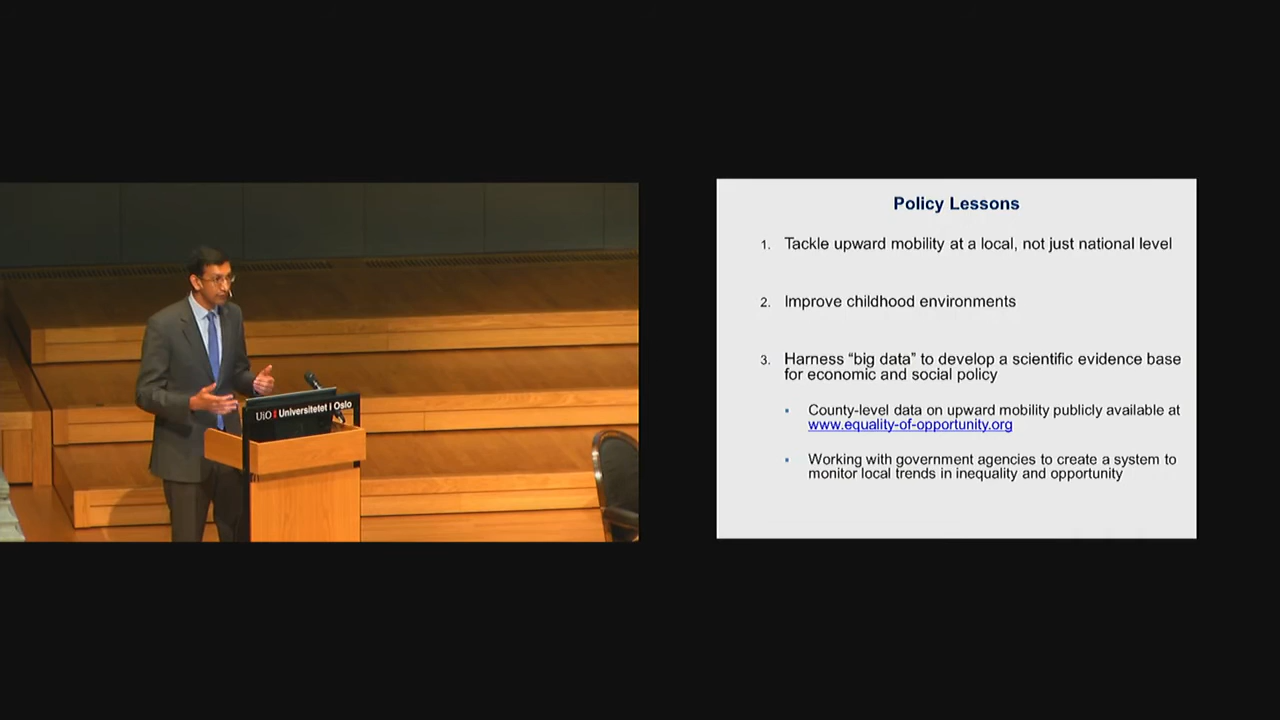 UiO Universitetet i Oslo
Policy Lessons
1. Tackle upward mobility at a local, not just national level
2. Improve childhood environments
3. Harness “big data” to develop a scientific evidence base
for economic and social policy
▪ County-level data on upward mobility publicly available at
www.equality-of-opportunity.org
▪ Working with government agencies to create a system to
monitor local trends in inequality and opportunity